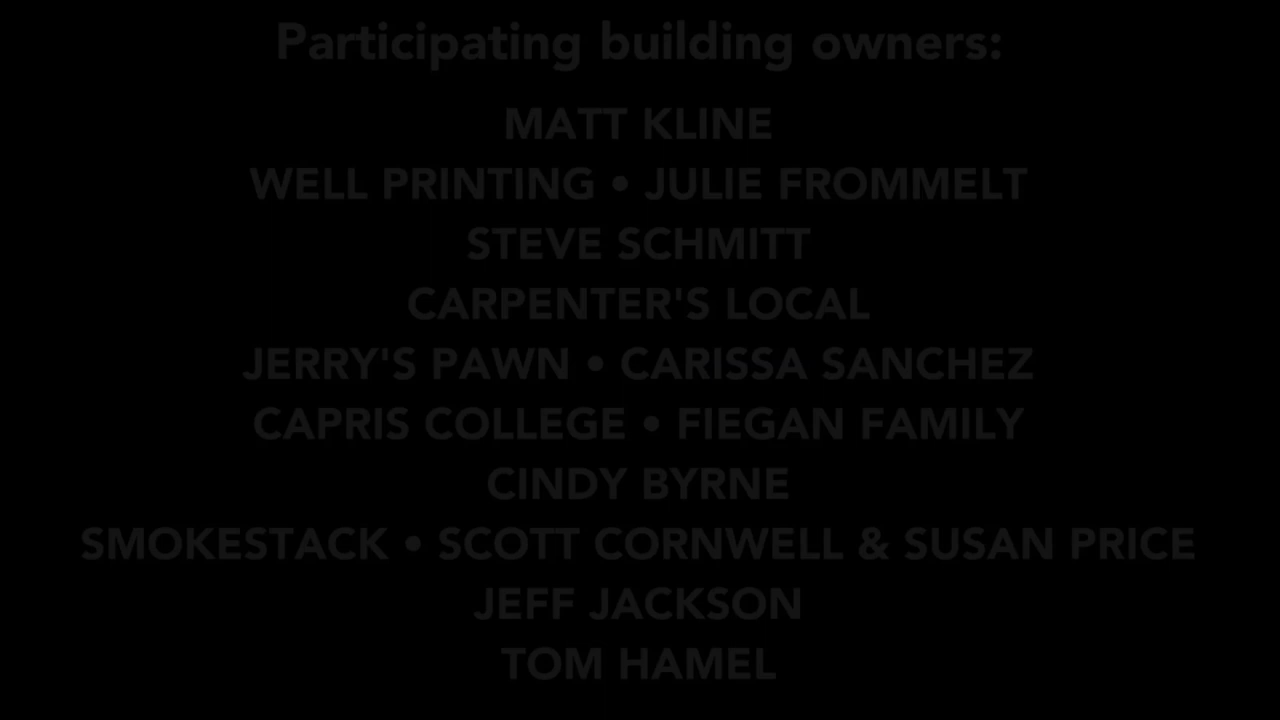 Participating building owners:
MATT KLINE
WELL PRINTING • JULIE FROMMELT
STEVE SCHMITT
CARPENTER'S LOCAL
JERRY'S PAWN • CARISSA SANCHEZ
CAPRIS COLLEGE • FIEGAN FAMILY
CINDY BYRNE
SMOKESTACK • SCOTT CORNWELL & SUSAN PRICE
JEFF JACKSON
TOM HAMEL